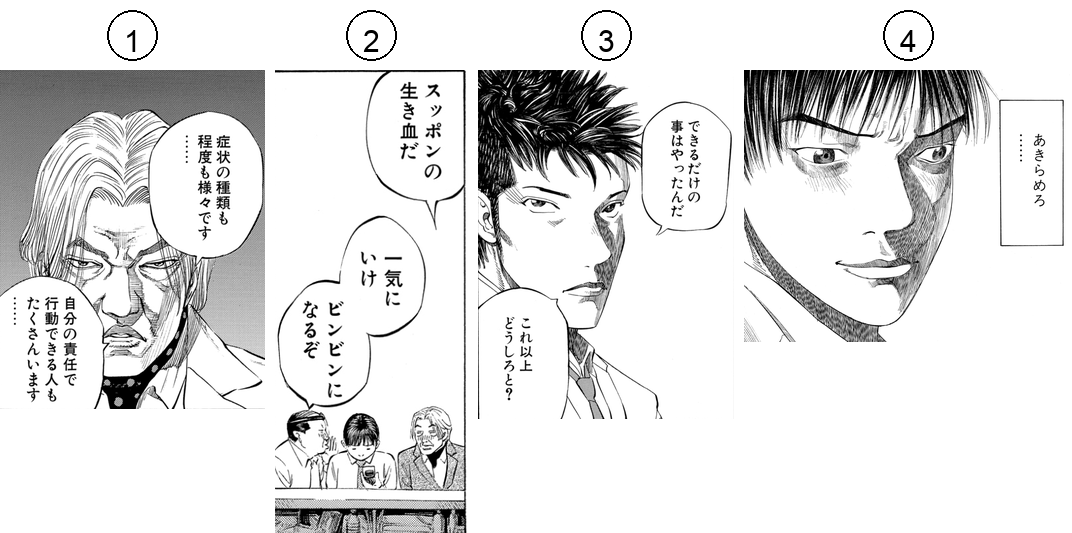 1
症状の種類も
程度も様々です
……
自分の責任で
行動できる人も
たくさんいます
……
2
スッポンの
生き血だ
一気に
いけ
ビンビンに
なるぞ
3
できるだけの
事はやったんだ
これ以上
どうしろと?
4
あきらめろ
……